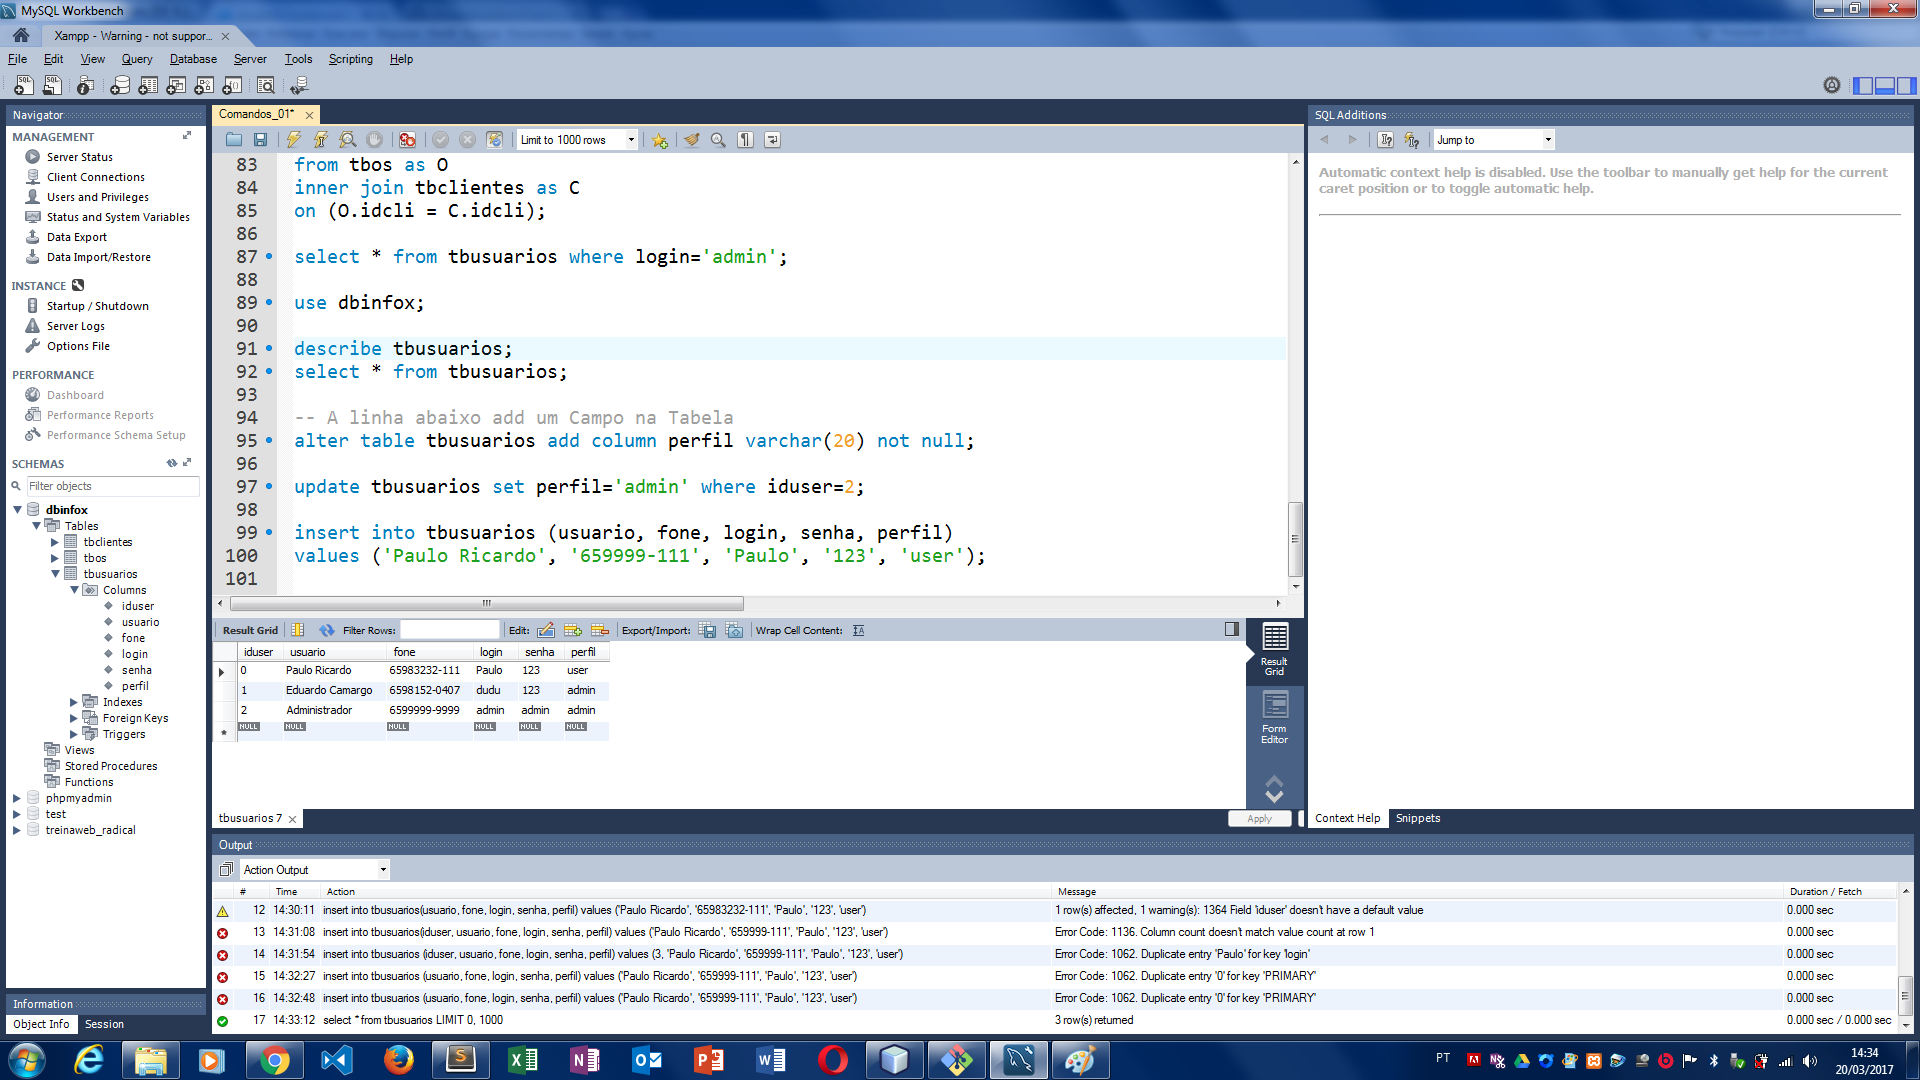 MySQL Workbench
Xampp - Warning - not suppor...
File Edit View Query Database Server Tools Scripting Help
Navigator
MANAGEMENT
Server Status
Client Connections
Users and Privileges
Status and System Variables
Data Export
Data Import/Restore
INSTANCE
Startup / Shutdown
Server Logs
Options File
PERFORMANCE
Dashboard
Performance Reports
Performance Schema Setup
SCHEMAS
Filter objects
dbinfox
Tables
tbclientes
tbos
tbusuarios
Columns
iduser
usuario
fone
login
senha
perfil
Indexes
Foreign Keys
Triggers
Views
Stored Procedures
Functions
phpmyadmin
test
treinaweb_radical
Information
Object Info Session
Comandos_01*
Limit to 1000 rows
83 from tbos as O
84 inner join tbclientes as C
85 on (O.idcli = C.idcli);
86
87 select * from tbusuarios where login='admin';
88
89 use dbinfox;
90
91 describe tbusuarios;
92 select * from tbusuarios;
93
94 -- A linha abaixo add um Campo na Tabela
95 alter table tbusuarios add column perfil varchar(20) not null;
96
97 update tbusuarios set perfil='admin' where iduser=2;
98
99 insert into tbusuarios (usuario, fone, login, senha, perfil)
100 values ('Paulo Ricardo', '659999-111', 'Paulo', '123', 'user');
101
Result Grid Filter Rows: Edit: Export/Import: Wrap Cell Content:
iduser usuario fone login senha perfil
0 Paulo Ricardo 65983232-111 Paulo 123 user
1 Eduardo Camargo 6598152-0407 dudu 123 admin
2 Administrador 6599999-9999 admin admin admin
NULL NULL NULL NULL NULL NULL
Result Grid
Form Editor
tbusuarios 7
Apply
SQL Additions
Jump to
Automatic context help is disabled. Use the toolbar to manually get help for the current
caret position or to toggle automatic help.
Context Help Snippets
Output
Action Output
# Time Action Message Duration / Fetch
12 14:30:11 insert into tbusuarios(usuario, fone, login, senha, perfil) values ('Paulo Ricardo', '65983232-111', 'Paulo', '123', 'user') 1 row(s) affected, 1 warning(s): 1364 Field 'iduser' doesn't have a default value 0.000 sec
13 14:31:08 insert into tbusuarios(iduser, usuario, fone, login, senha, perfil) values ('Paulo Ricardo', '659999-111', 'Paulo', '123', 'user') Error Code: 1136. Column count doesn't match value count at row 1 0.000 sec
14 14:31:54 insert into tbusuarios (iduser, usuario, fone, login, senha, perfil) values (3, 'Paulo Ricardo', '659999-111', 'Paulo', '123', 'user') Error Code: 1062. Duplicate entry 'Paulo' for key 'login' 0.000 sec
15 14:32:27 insert into tbusuarios (usuario, fone, login, senha, perfil) values ('Paulo Ricardo', '659999-111', 'Paulo', '123', 'user') Error Code: 1062. Duplicate entry '0' for key 'PRIMARY' 0.000 sec
16 14:32:48 insert into tbusuarios (usuario, fone, login, senha, perfil) values ('Paulo Ricardo', '659999-111', 'Paulo', '123', 'user') Error Code: 1062. Duplicate entry '0' for key 'PRIMARY' 0.000 sec
17 14:33:12 select * from tbusuarios LIMIT 0, 1000 3 row(s) returned 0.000 sec / 0.000 sec
PT
14:34
20/03/2017